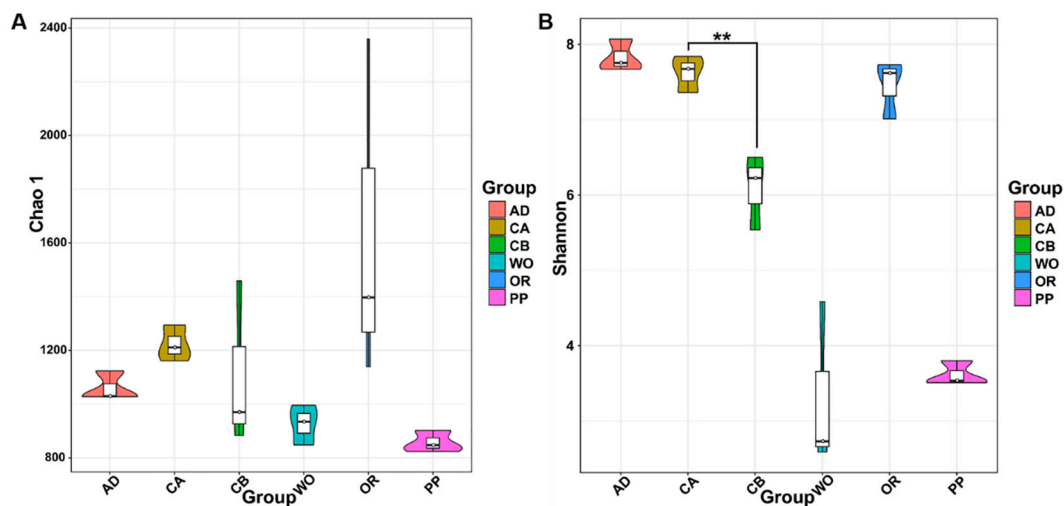 A
2400
2000
1600
1200
800
Chao 1
AD
CA
CB
WO
OR
PP
Group
Group
AD
CA
CB
WO
OR
PP
B
8
6
4
Shannon
**
AD
CA
CB
WO
OR
PP
Group
Group
AD
CA
CB
WO
OR
PP